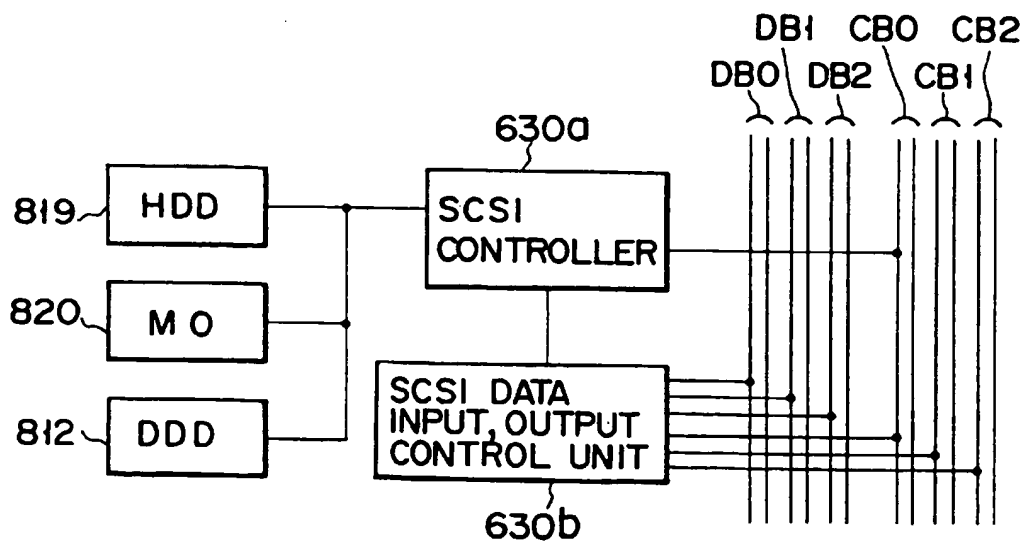 DB1 CB0 CB2
DB0 DB2 CB1
630a
819 HDD
SCSI
CONTROLLER
820 MO
SCSI DATA
INPUT, OUTPUT
CONTROL UNIT
812 DDD
630b